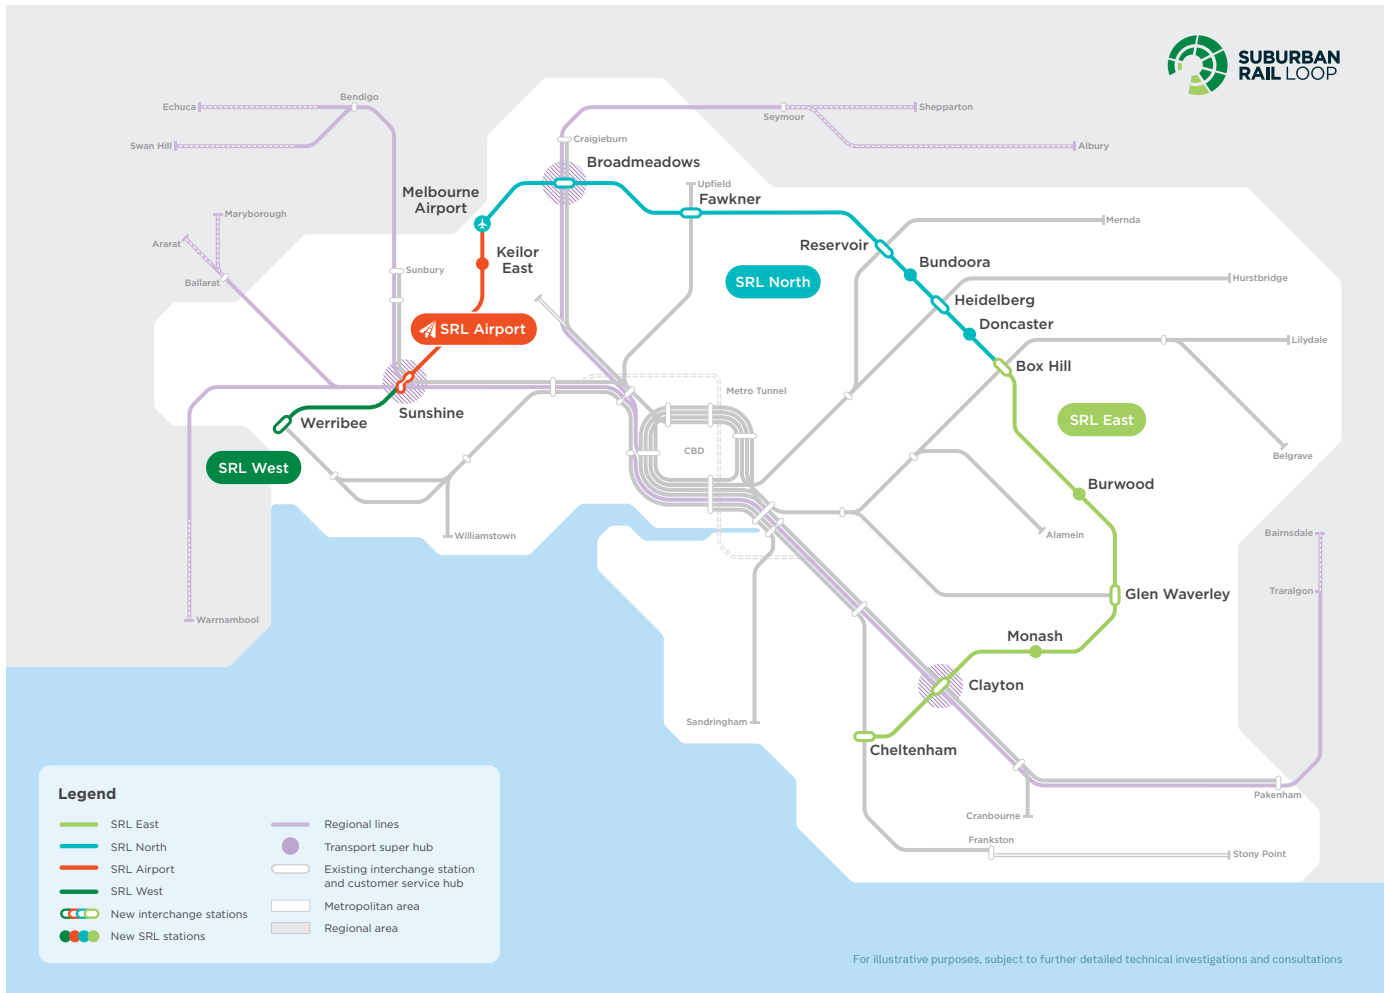 SUBURBAN
RAIL LOOP
Echuca
Bendigo
Swan Hill
Craigieburn
Seymour
Shepparton
Albury
Broadmeadows
Melbourne
Airport
Upfield
Fawkner
Maryborough
Ararat
Ballarat
Sunbury
Keilor
East
Reservoir
Mernda
Bundoora
SRL North
Hurstbridge
Heidelberg
Doncaster
SRL Airport
Lilydale
Box Hill
Metro Tunnel
Sunshine
Werribee
SRL East
CBD
Belgrave
SRL West
Burwood
Williamstown
Alamein
Bairnsdale
Traralgon
Glen Waverley
Warrnambool
Monash
Clayton
Sandringham
Cheltenham
Pakenham
Cranbourne
Frankston
Stony Point
Legend
SRL East
SRL North
SRL Airport
SRL West
New interchange stations
New SRL stations
Regional lines
Transport super hub
Existing interchange station
and customer service hub
Metropolitan area
Regional area
For illustrative purposes, subject to further detailed technical investigations and consultations